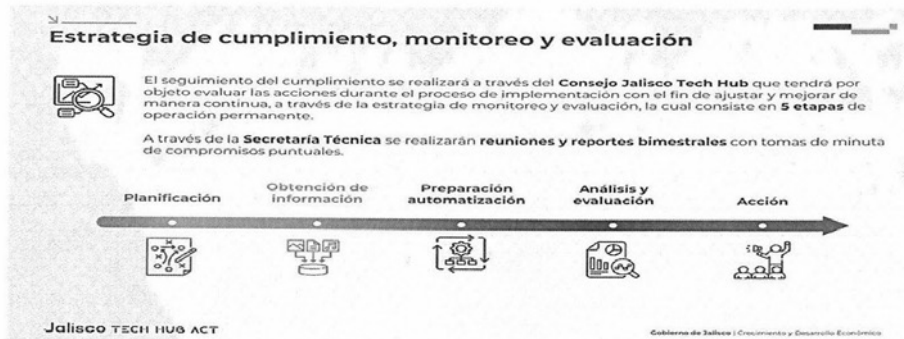 Estrategia de cumplimiento, monitoreo y evaluación
El seguimiento del cumplimiento se realizará a través del Consejo Jalisco Tech Hub que tendrá por
objeto evaluar las acciones durante el proceso de implementación con el fin de ajustar y mejorar de
manera continua, a través de la estrategia de monitoreo y evaluación, la cual consiste en 5 etapas de
operación permanente.
A través de la Secretaría Técnica se realizarán reuniones y reportes bimestrales con tomas de minuta
de compromisos puntuales.
Planificación
Obtención de
información
Preparación
automatización
Análisis y
evaluación
Acción
Jalisco TECH HUB ACT
Gobierno de Jalisco | Crecimiento y Desarrollo Económico